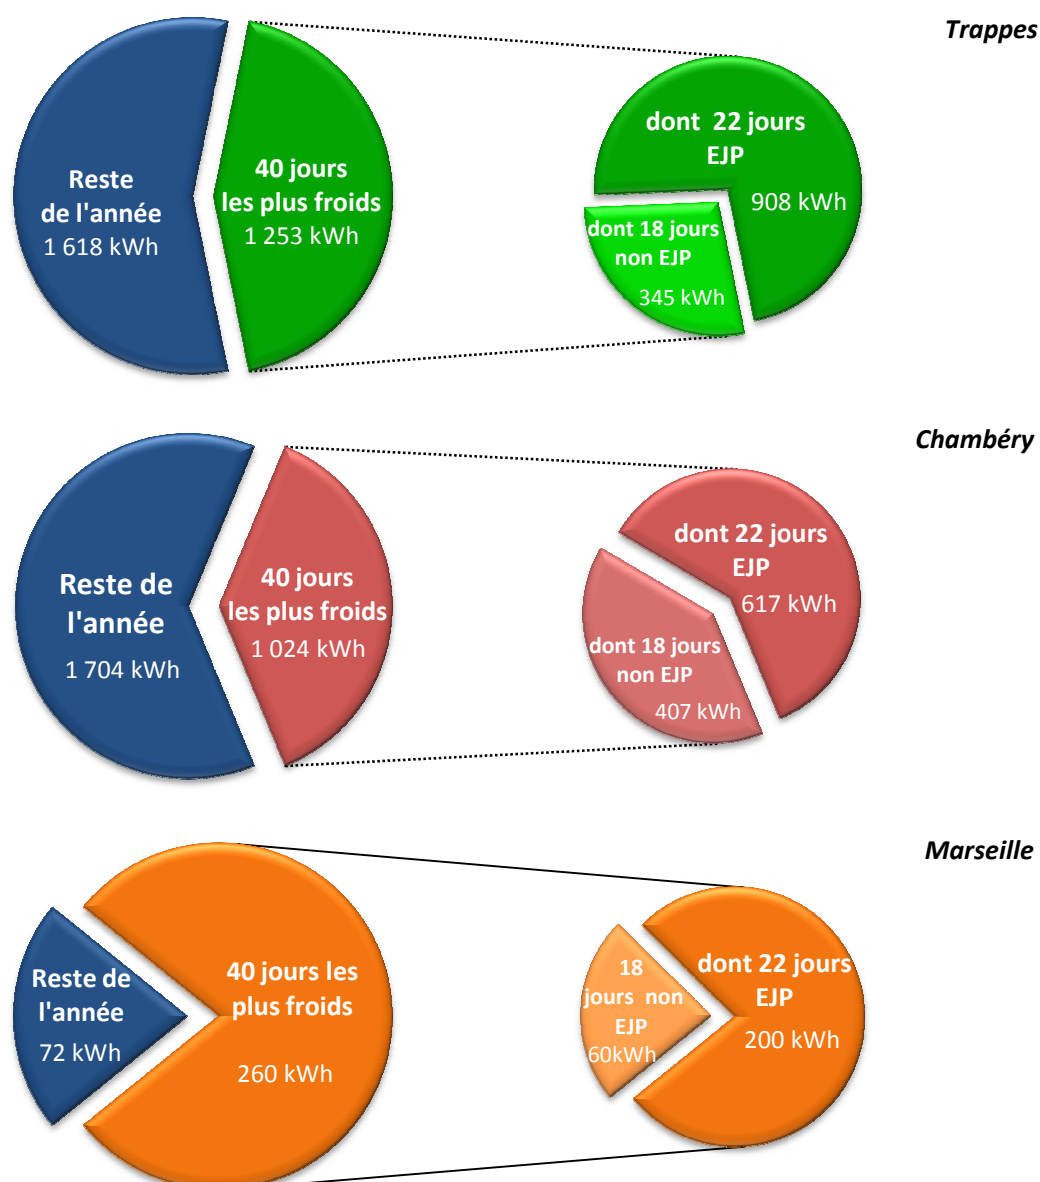 Trappes
Reste
de l'année
1 618 kWh
40 jours
les plus froids
1 253 kWh
dont 22 jours
EJP
908 kWh
dont 18 jours
non EJP
345 kWh
Chambéry
Reste de
l'année
1 704 kWh
40 jours
les plus froids
1 024 kWh
dont 22 jours
EJP
617 kWh
dont 18 jours
non EJP
407 kWh
Marseille
Reste de
l'année
72 kWh
40 jours les
plus froids
260 kWh
18
jours non
EJP
60kWh
dont 22 jours
EJP
200 kWh